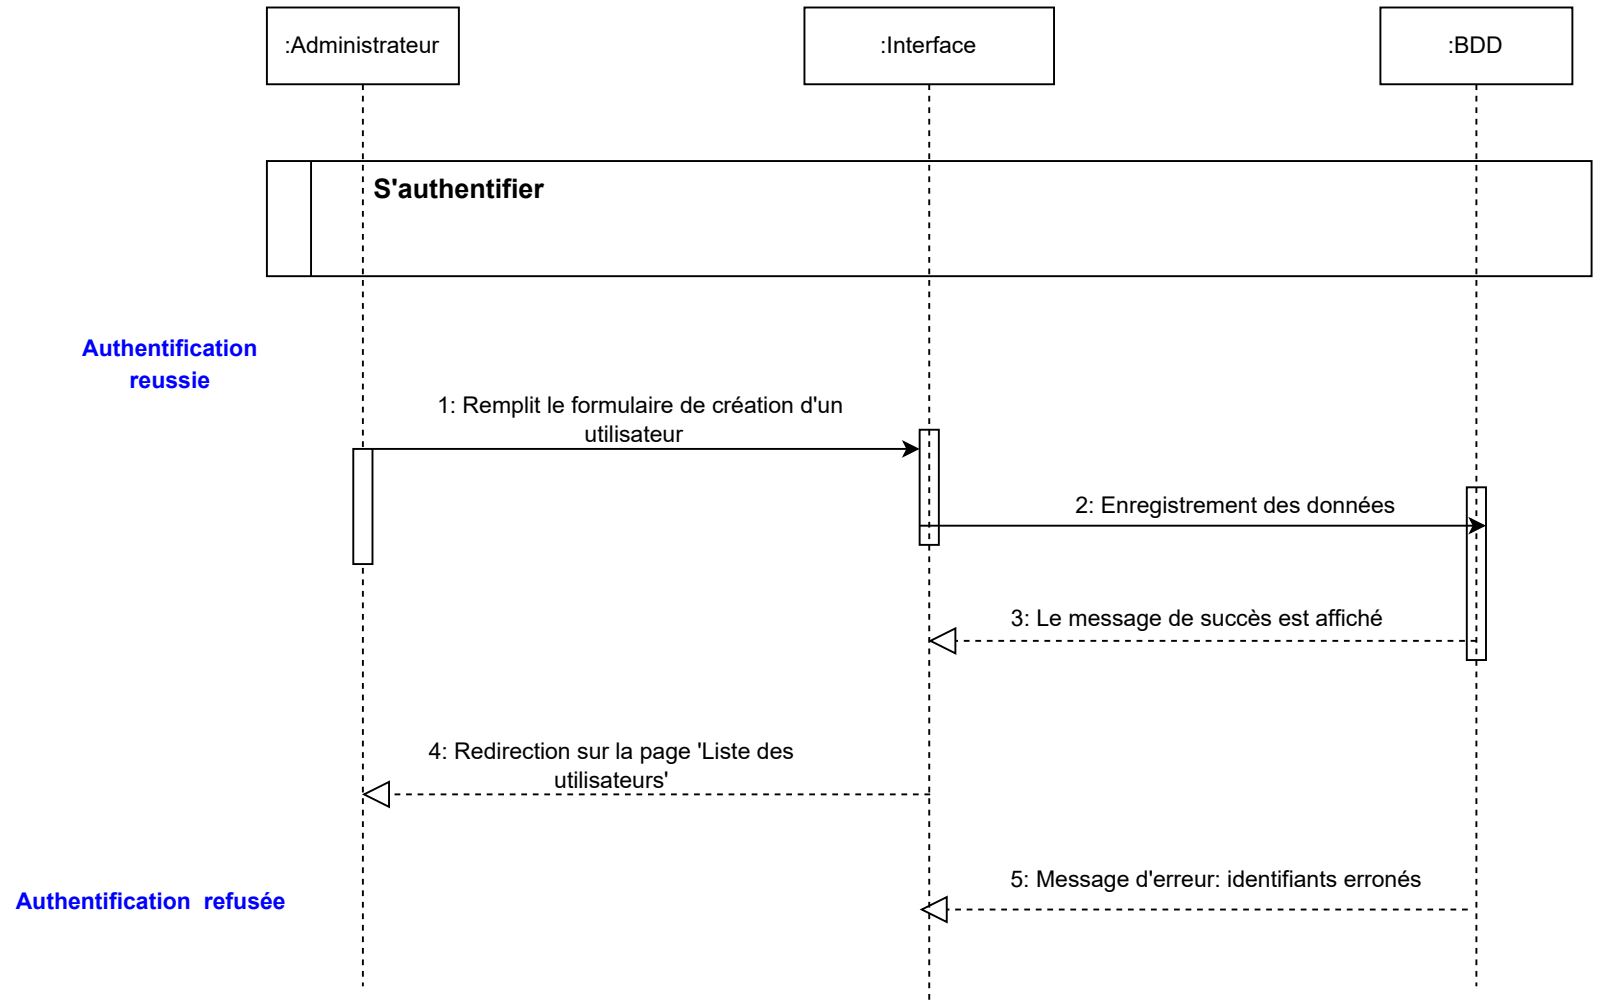 :Administrateur
:Interface
:BDD
S'authentifier
Authentification
reussie
1: Remplit le formulaire de création d'un
utilisateur
2: Enregistrement des données
3: Le message de succès est affiché
4: Redirection sur la page 'Liste des
utilisateurs'
5: Message d'erreur: identifiants erronés
Authentification refusée